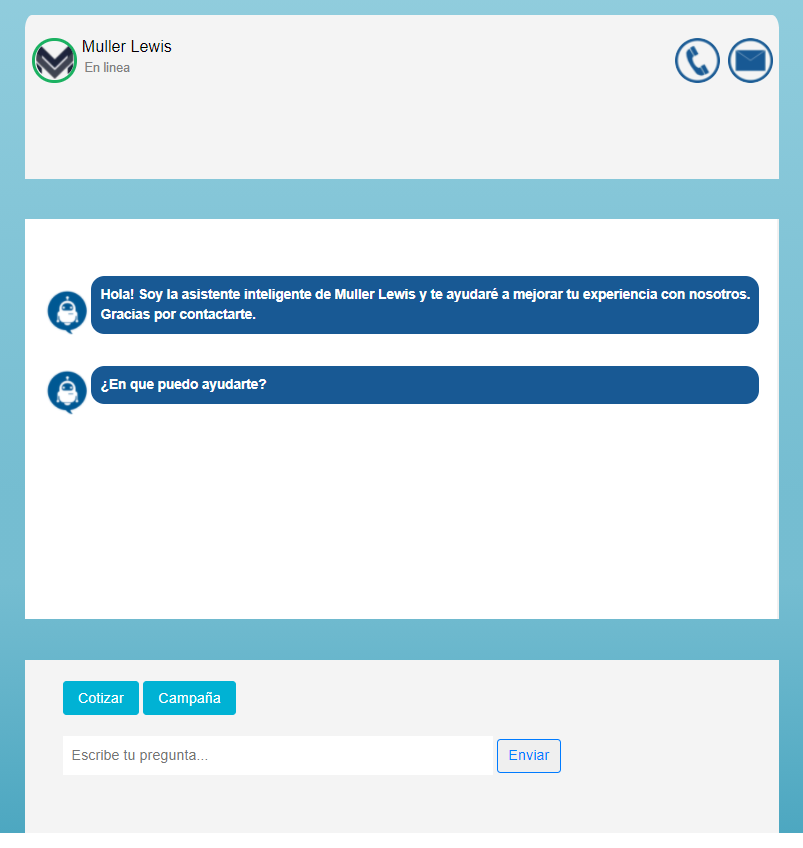 Muller Lewis
En linea
Hola! Soy la asistente inteligente de Muller Lewis y te ayudaré a mejorar tu experiencia con nosotros.
Gracias por contactarte.
¿En que puedo ayudarte?
Cotizar Campaña
Escribe tu pregunta... Enviar